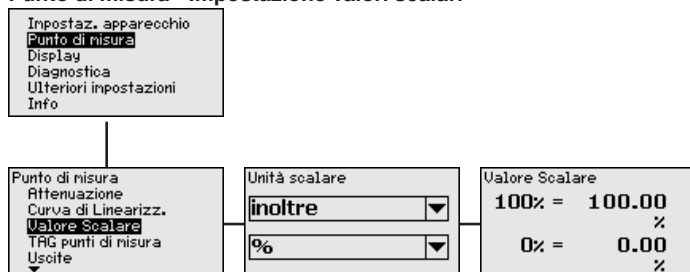 Punto di misura - Impostazione valori scalari
Impostaz. apparecchio
Punto di misura
Display
Diagnostica
Ulteriori impostazioni
Info
Punto di misura
Attenuazione
Curva di Linearizz.
Valore Scalare
TAG punti di misura
Uscite
Unità scalare
inoltre
%
Valore Scalare
100% = 100.00
%
0% = 0.00
%